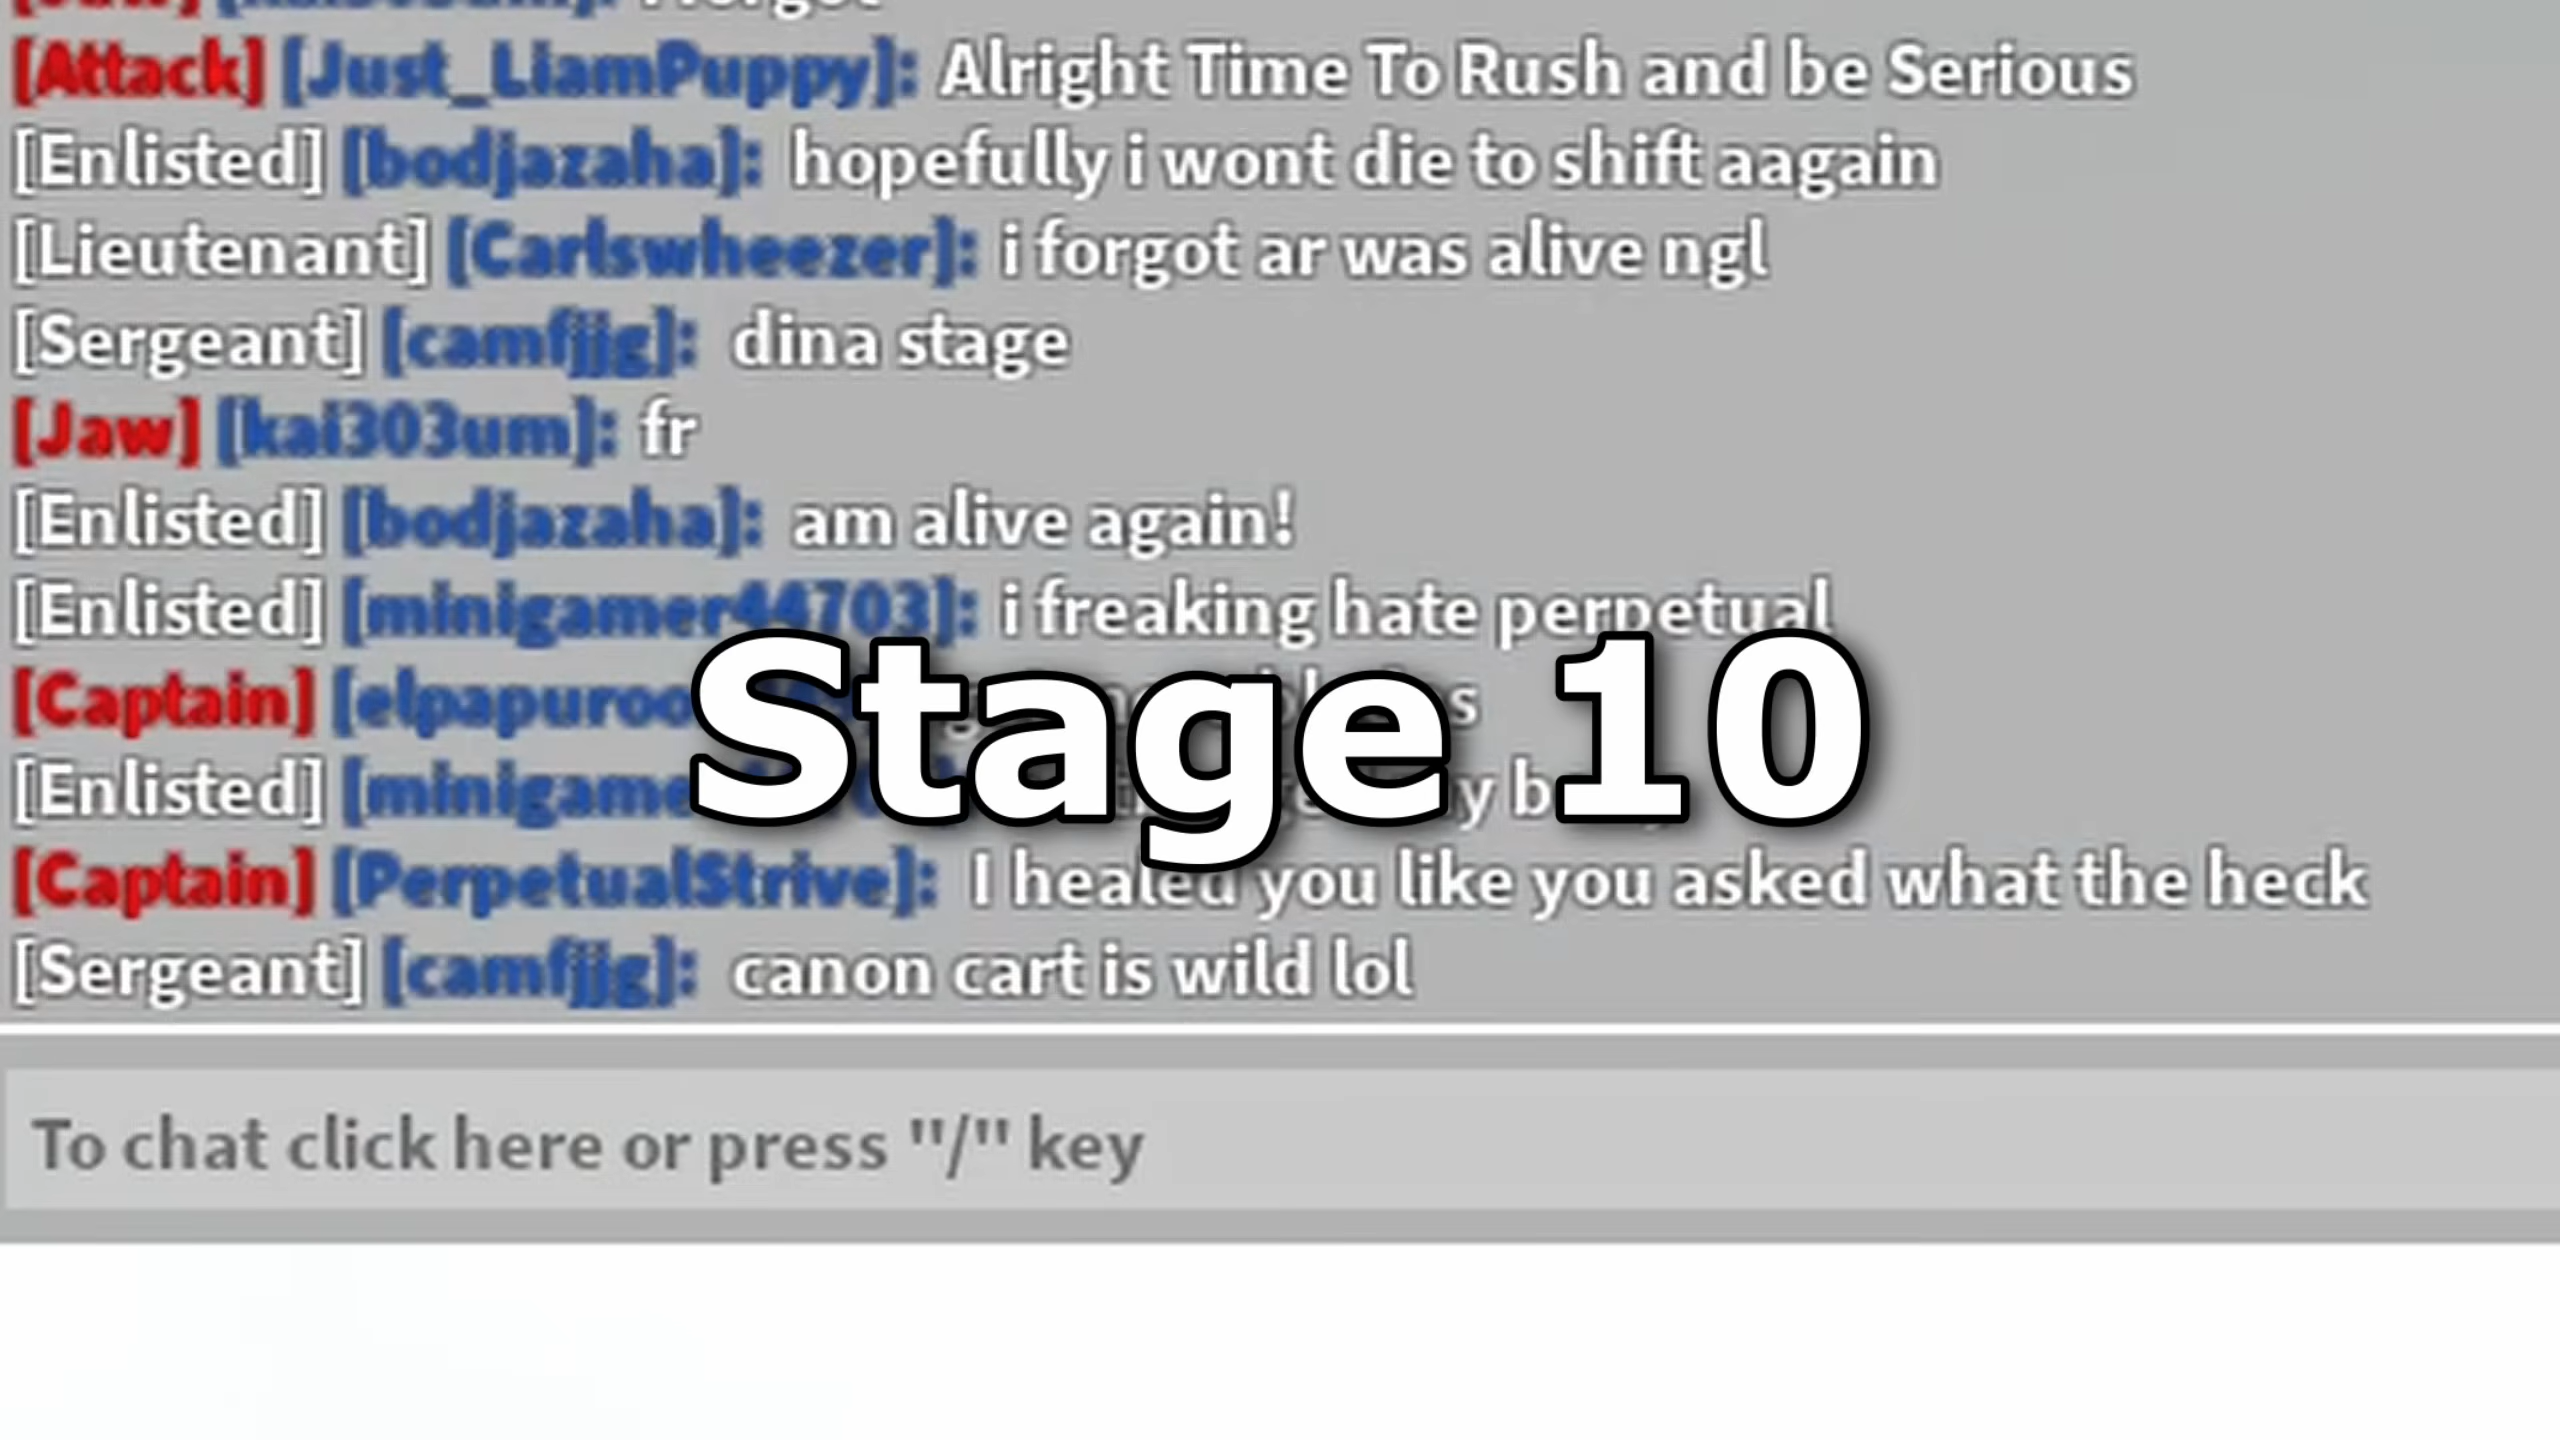 [kai303um]: I forgot
[Attack] [Just_LiamPuppy]: Alright Time To Rush and be Serious
[Enlisted] [bodjazaha]: hopefully i wont die to shift aagain
[Lieutenant] [Carlswheezer]: i forgot ar was alive ngl
[Sergeant] [camfjjg]: dina stage
[Jaw] [kai303um]: fr
[Enlisted] [bodjazaha]: am alive again!
[Enlisted] [minigamer44703]: i freaking hate perpetual
[Captain]
[Enlisted]
Stage 10
[Captain] [PerpetualStrive]: I healed you like you asked what the heck
[Sergeant] [camfjjg]: canon cart is wild lol
To chat click here or press "/" key